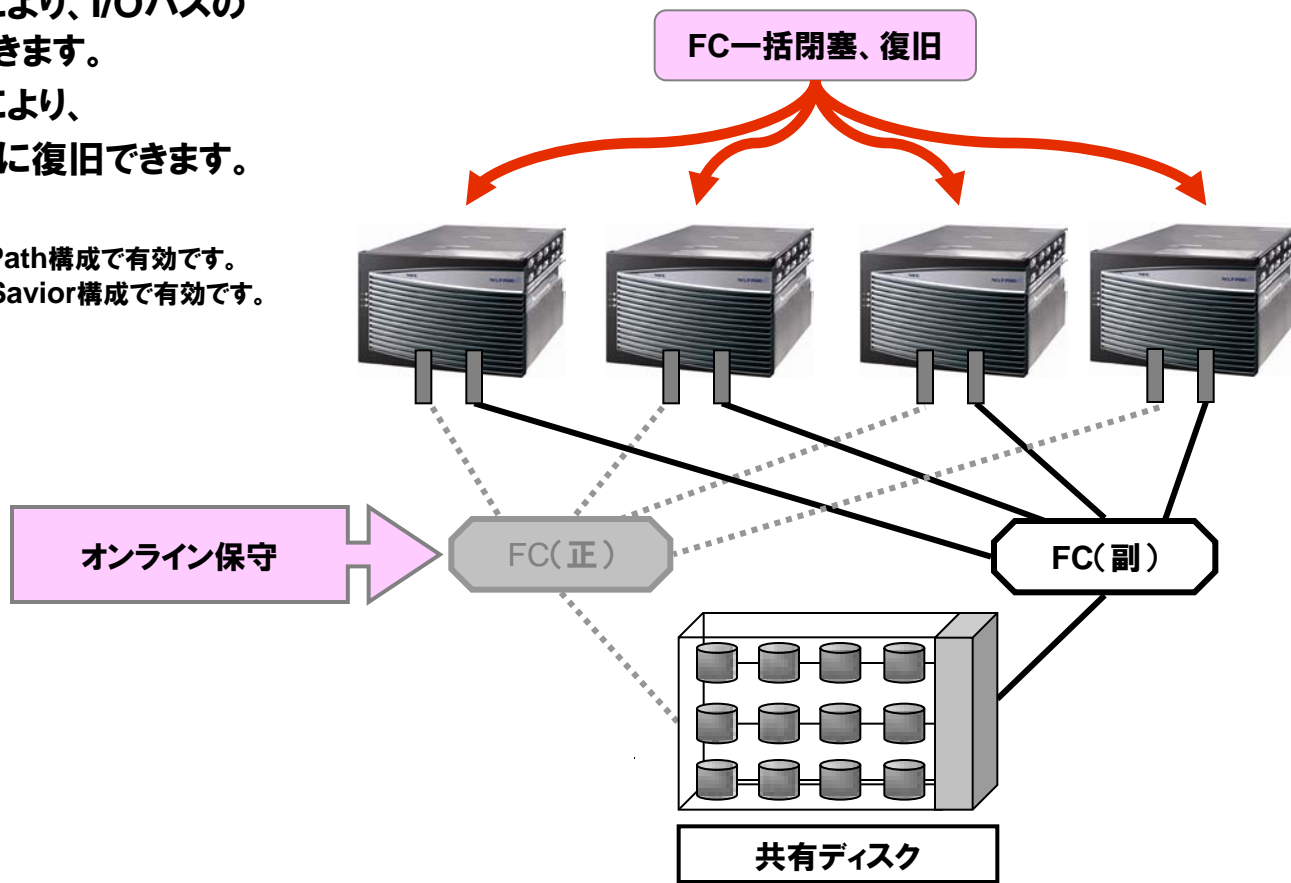 より、I/Oパスの
きます。
により、
に復旧できます。
Path構成で有効です。
Savior構成で有効です。
FC一括閉塞、復旧
オンライン保守
FC(正)
FC(副)
共有ディスク